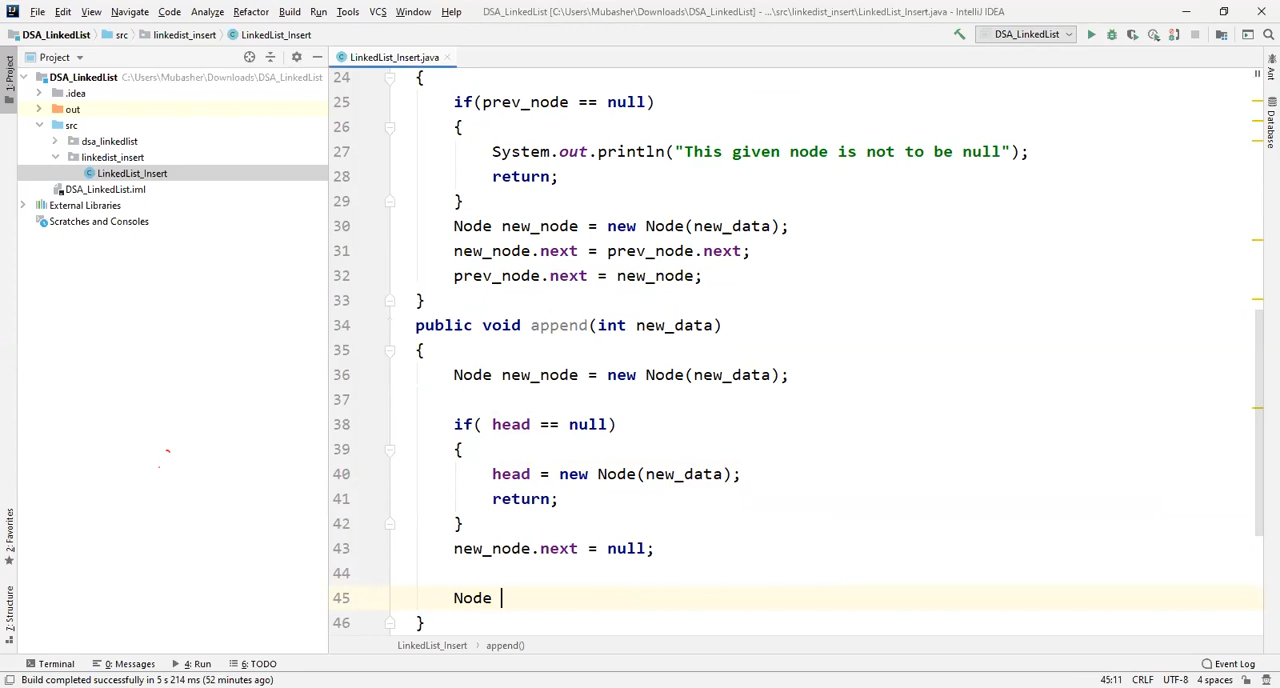 File Edit View Navigate Code Analyze Refactor Build Run Tools VCS Window Help DSA_LinkedList [C:\Users\Mubasher\Downloads\DSA_LinkedList] - ...\src\linkedist_insert\LinkedList_Insert.java - IntelliJ IDEA
DSA_LinkedList src linkedist_insert LinkedList_Insert DSA_LinkedList
Project LinkedList_Insert.java
DSA_LinkedList C:\Users\Mubasher\Downloads\DSA_LinkedList
.idea
out
src
dsa_linkedlist
linkedist_insert
LinkedList_Insert
DSA_LinkedList.iml
External Libraries
Scratches and Consoles
1: Project
2: Favorites
7: Structure
Ant
Database
24 {
25 if(prev_node == null)
26 {
27 System.out.println("This given node is not to be null");
28 return;
29 }
30 Node new_node = new Node(new_data);
31 new_node.next = prev_node.next;
32 prev_node.next = new_node;
33 }
34 public void append(int new_data)
35 {
36 Node new_node = new Node(new_data);
37
38 if( head == null)
39 {
40 head = new Node(new_data);
41 return;
42 }
43 new_node.next = null;
44
45 Node
46 }
LinkedList_Insert › append()
Terminal 0: Messages 4: Run 6: TODO Event Log
Build completed successfully in 5 s 214 ms (52 minutes ago) 45:11 CRLF UTF-8 4 spaces